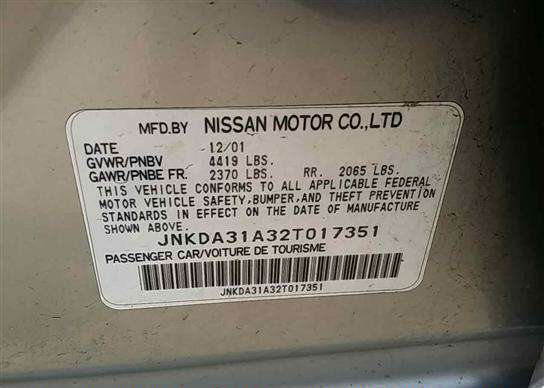 MFD.BY NISSAN MOTOR CO.,LTD
DATE 12/01
GVWR/PNBV 4419 LBS.
GAWR/PNBE FR. 2370 LBS. RR. 2065 LBS.
THIS VEHICLE CONFORMS TO ALL APPLICABLE FEDERAL
MOTOR VEHICLE SAFETY,BUMPER,AND THEFT PREVENTION
STANDARDS IN EFFECT ON THE DATE OF MANUFACTURE
SHOWN ABOVE.
JNKDA31A32T017351
PASSENGER CAR/VOITURE DE TOURISME
JNKDA31A32T017351